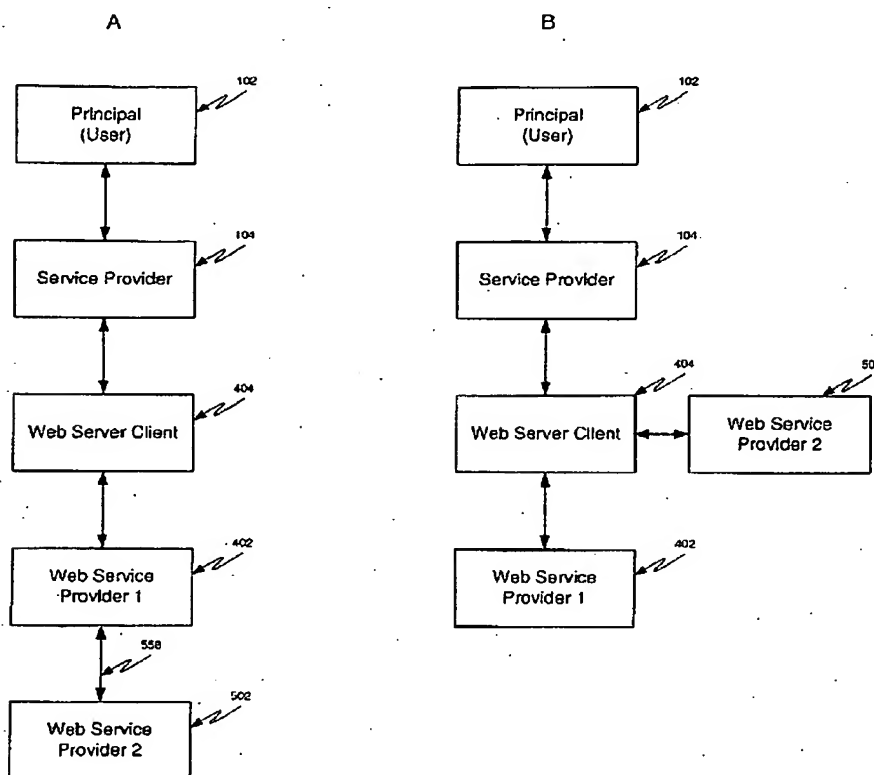 A
102
Principal
(User)
104
Service Provider
404
Web Server Client
402
Web Service
Provider 1
558
502
Web Service
Provider 2
B
102
Principal
(User)
104
Service Provider
404
Web Server Client
50
Web Service
Provider 2
402
Web Service
Provider 1